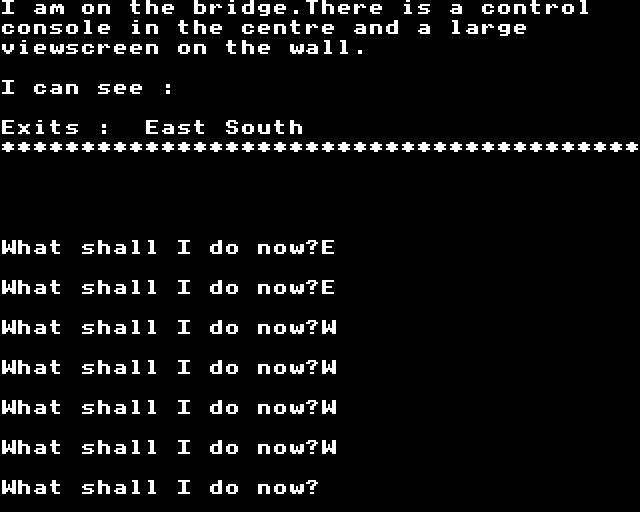 I am on the bridge.There is a control
console in the centre and a large
viewscreen on the wall.
I can see :
Exits :  East South
****************************************
What shall I do now?E
What shall I do now?E
What shall I do now?W
What shall I do now?W
What shall I do now?W
What shall I do now?W
What shall I do now?